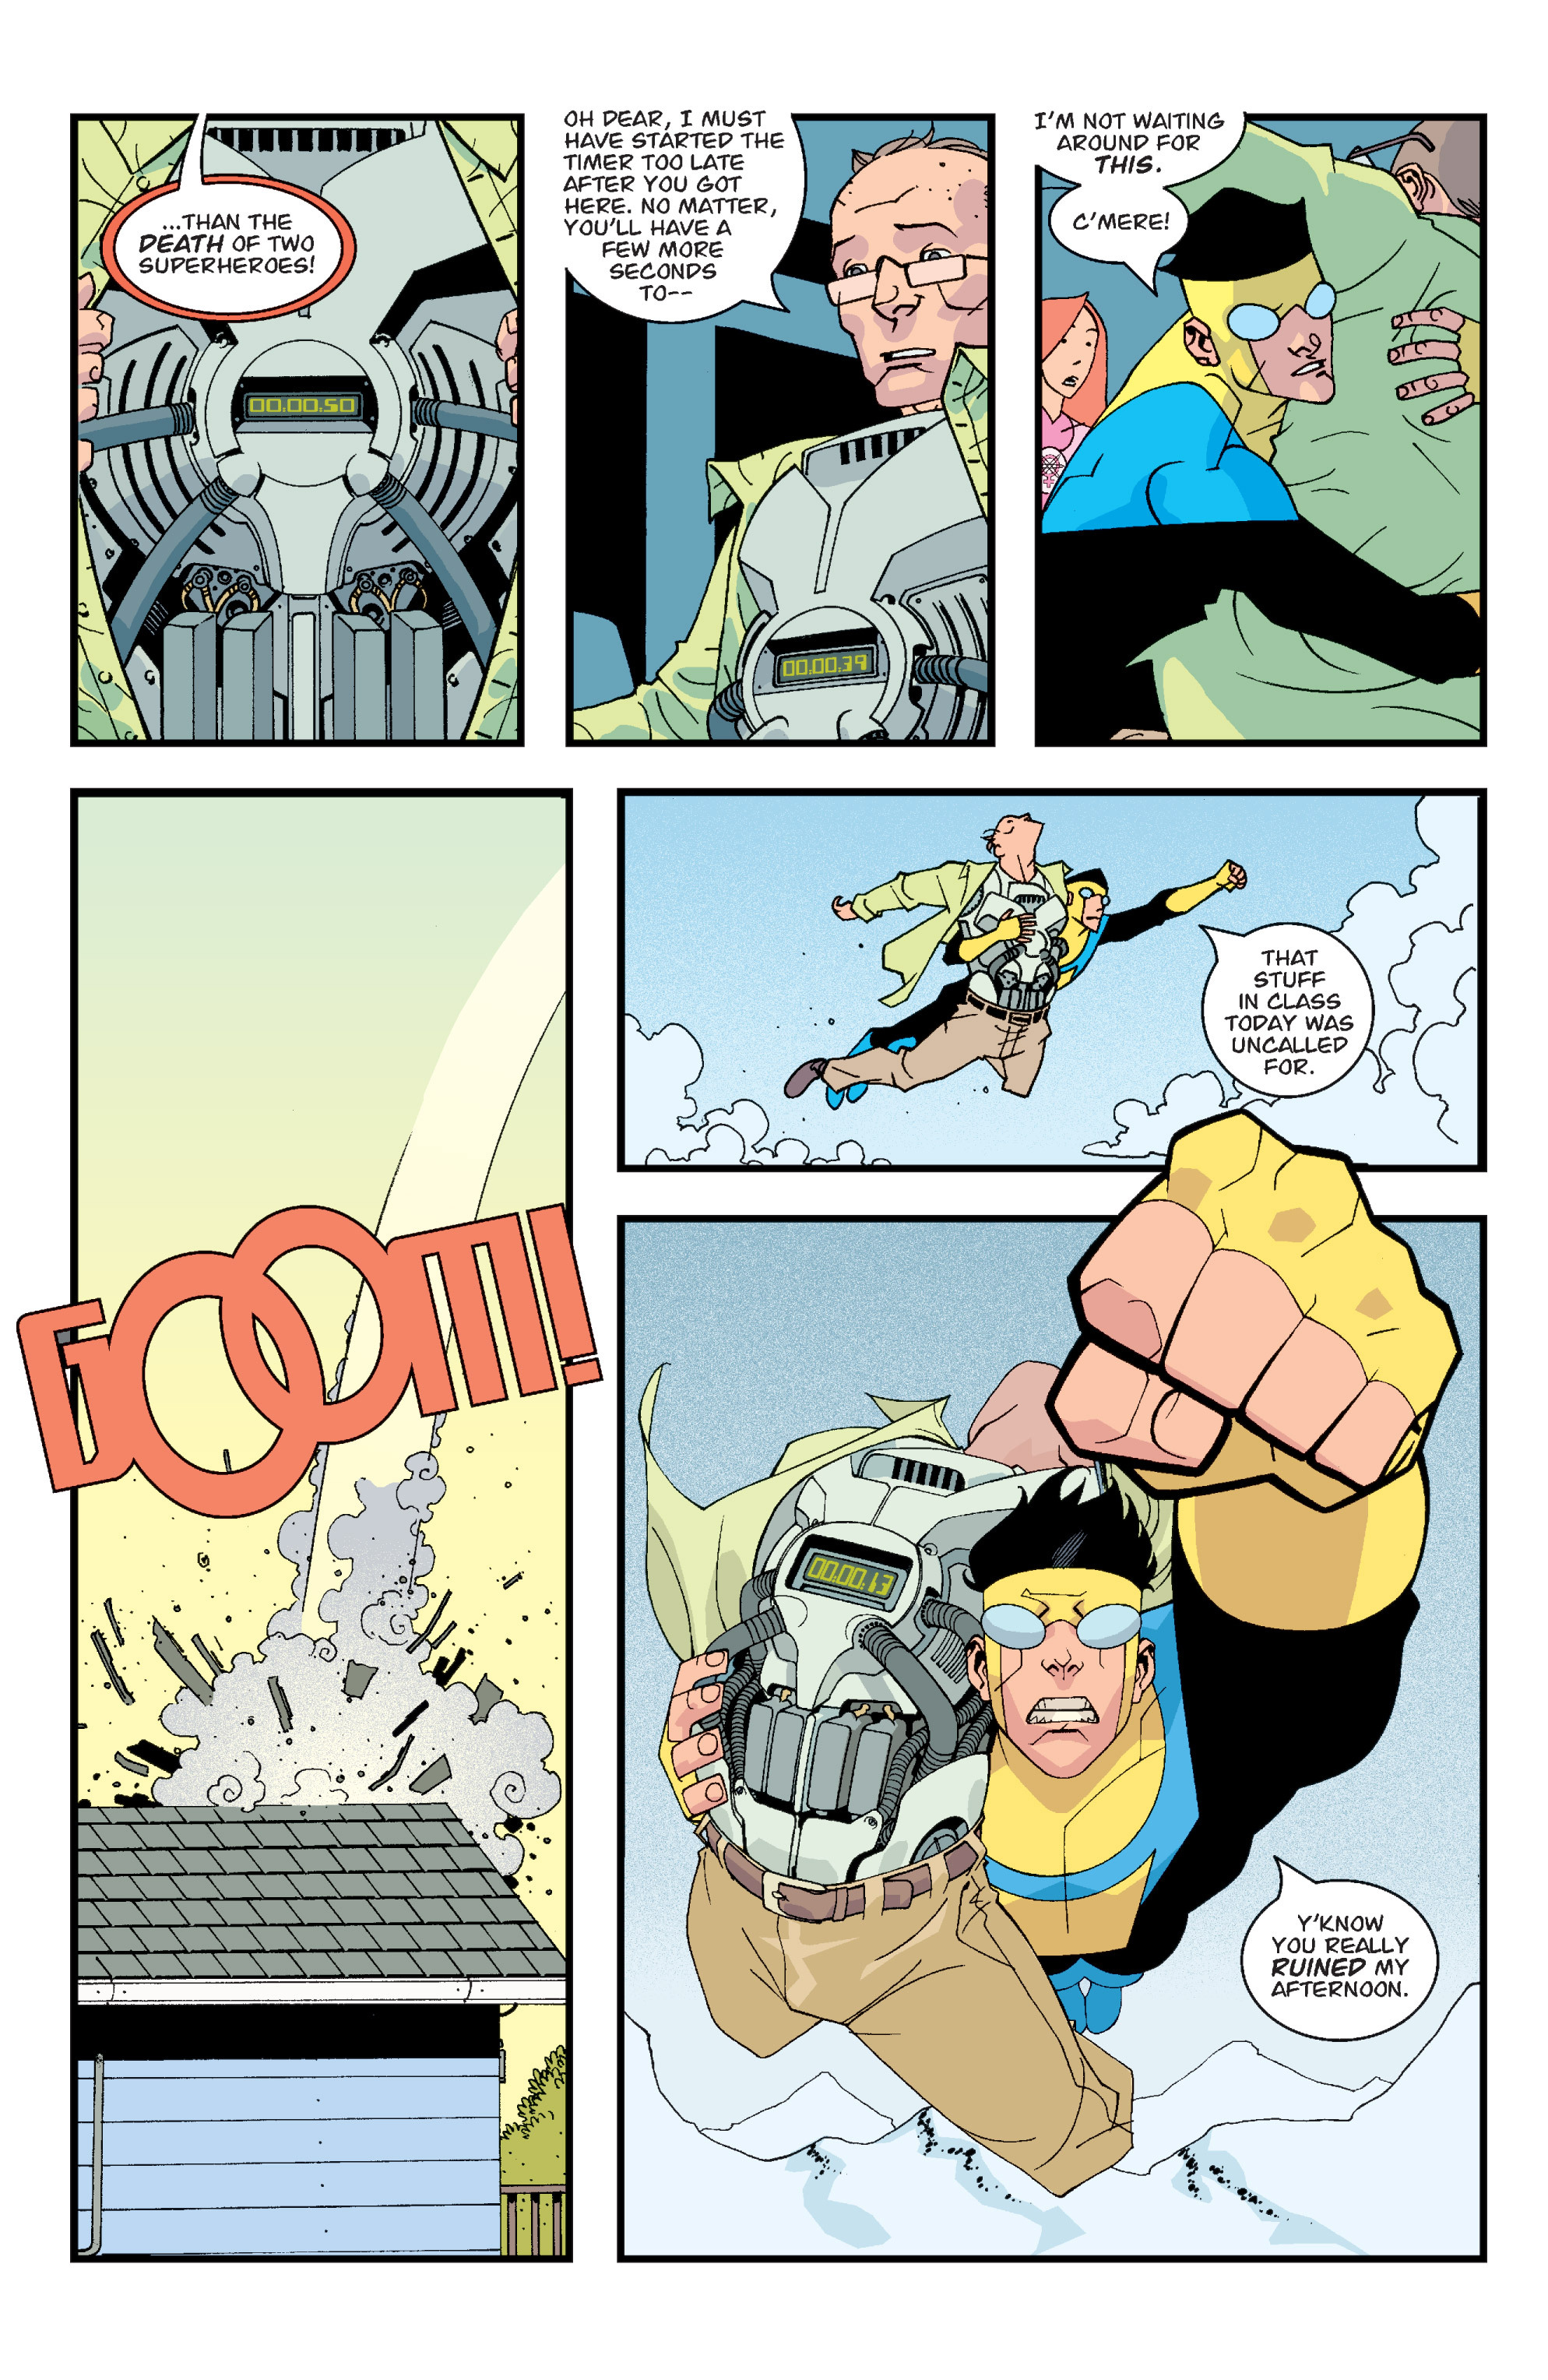 ...THAN THE
DEATH OF TWO
SUPERHEROES!
00:00:50
OH DEAR, I MUST
HAVE STARTED THE
TIMER TOO LATE
AFTER YOU GOT
HERE. NO MATTER,
YOU'LL HAVE A
FEW MORE
SECONDS
TO--
00:00:39
I'M NOT WAITING
AROUND FOR
THIS.
C'MERE!
GOOM!
THAT
STUFF
IN CLASS
TODAY WAS
UNCALLED
FOR.
00:00:13
Y'KNOW
YOU REALLY
RUINED MY
AFTERNOON.